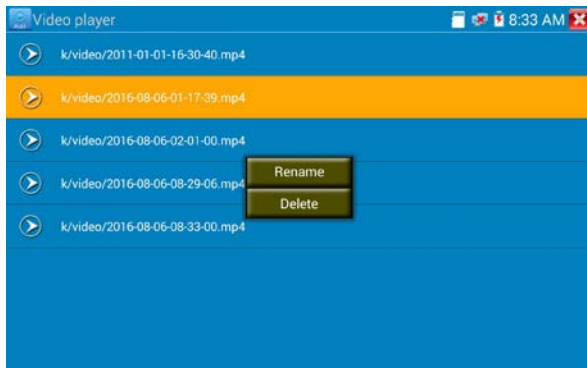 Video player
8:33 AM
k/video/2011-01-01-16-30-40.mp4
k/video/2016-08-06-01-17-39.mp4
k/video/2016-08-06-02-01-00.mp4
k/video/2016-08-06-08-29-06.mp4
k/video/2016-08-06-08-33-00.mp4
Rename
Delete